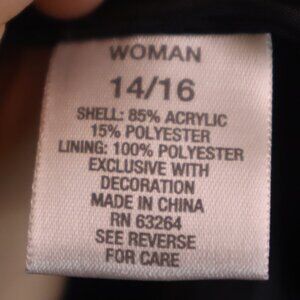 WOMAN
14/16
SHELL: 85% ACRYLIC
15% POLYESTER
LINING: 100% POLYESTER
EXCLUSIVE WITH
DECORATION
MADE IN CHINA
RN 63264
SEE REVERSE
FOR CARE